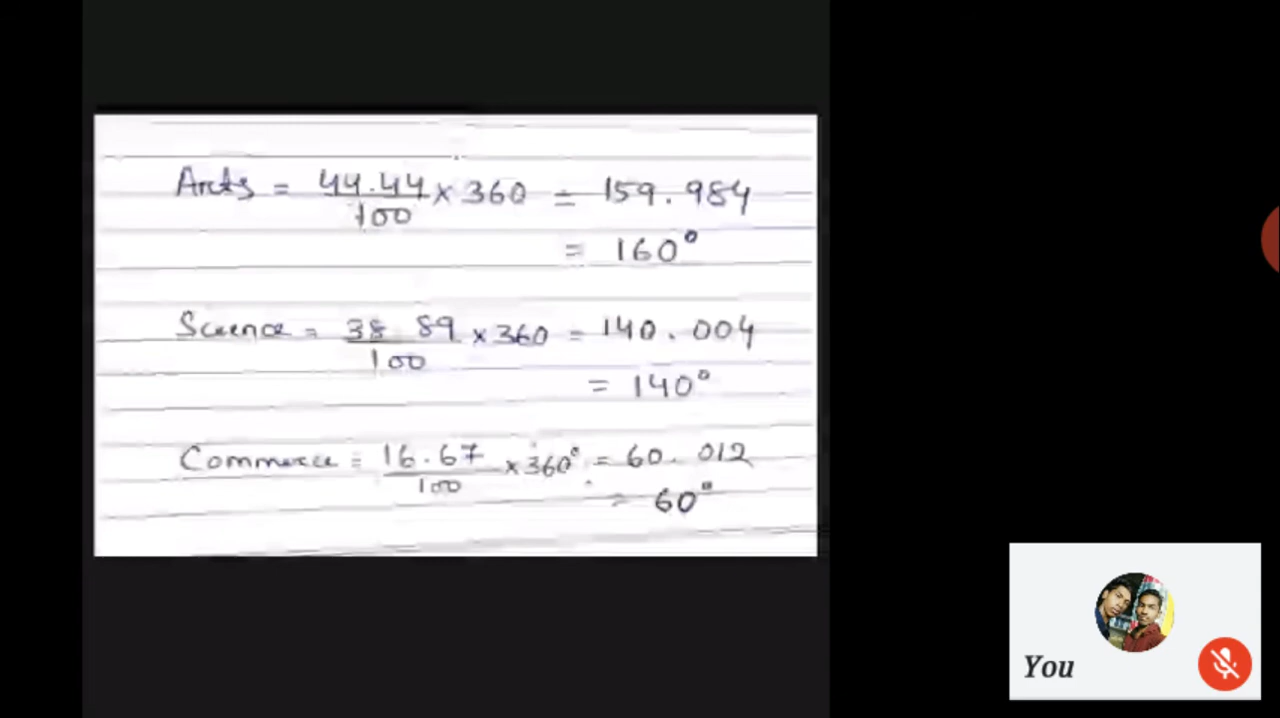 Arts = 44.44/100 × 360 = 159.984
= 160°
Science = 38 89/100 × 360 = 140.004
= 140°
Commerce = 16.67/100 × 360° = 60.012
= 60°
You